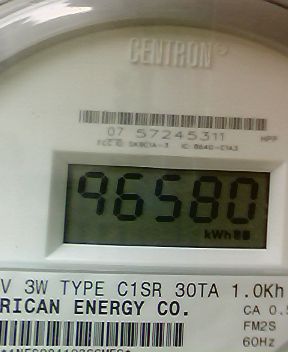 CENTRON®
07 57245311 HPP
96580
kWh
V 3W TYPE C1SR 30TA 1.0Kh
RICAN ENERGY CO.
CA 0.5
FM2S
60Hz